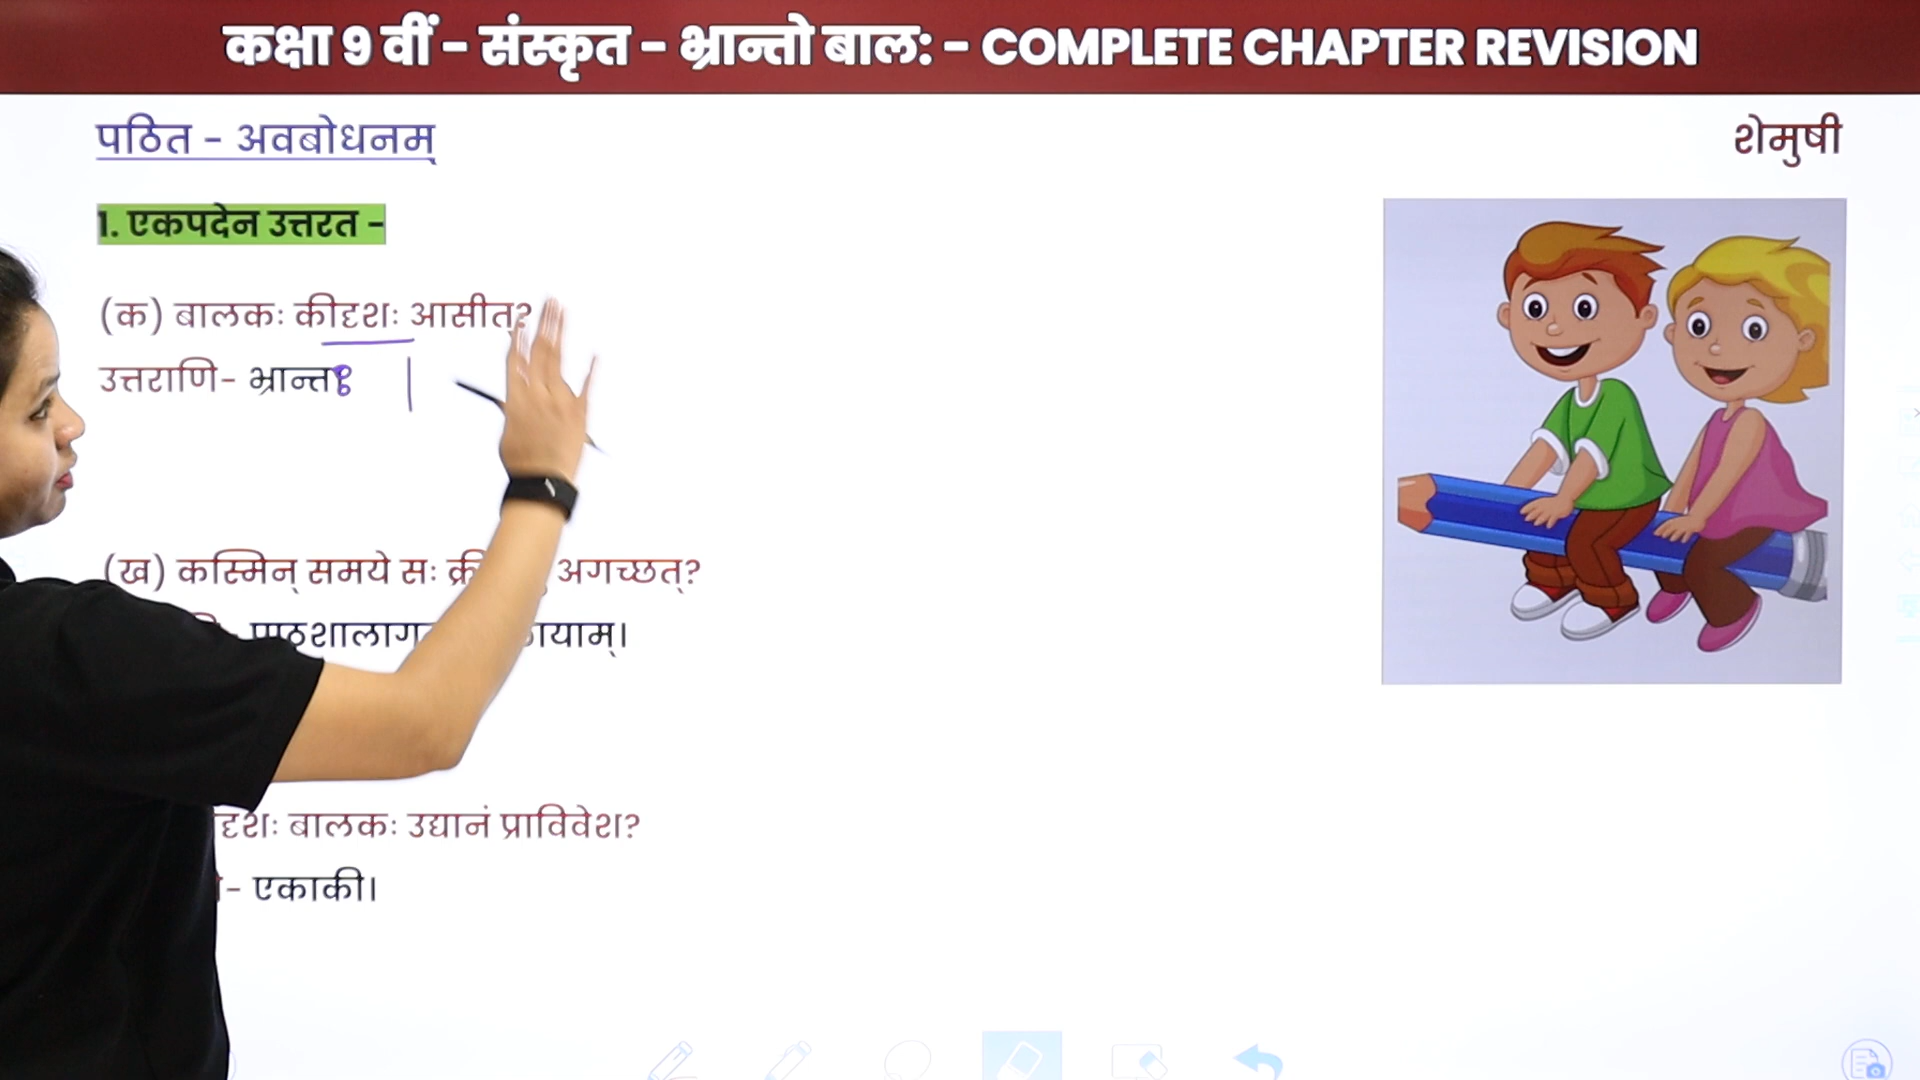 कक्षा 9 वीं - संस्कृत - भ्रान्तो बाल: - COMPLETE CHAPTER REVISION
पठित - अवबोधनम्
शेमुषी
1. एकपदेन उत्तरत -
(क) बालकः कीदृशः आसीत्?
उत्तराणि- भ्रान्तः ।
(ख) कस्मिन् समये सः अगच्छत्?
एकाकी।
बालकः उद्यानं प्राविवेश?